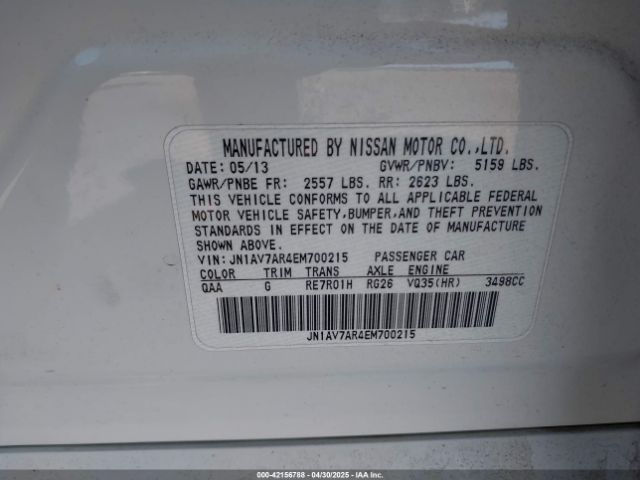 MANUFACTURED BY NISSAN MOTOR CO.,LTD.
DATE: 05/13 GVWR/PNBV: 5159 LBS.
GAWR/PNBE FR: 2557 LBS. RR: 2623 LBS.
THIS VEHICLE CONFORMS TO ALL APPLICABLE FEDERAL
MOTOR VEHICLE SAFETY,BUMPER,AND THEFT PREVENTION
STANDARDS IN EFFECT ON THE DATE OF MANUFACTURE
SHOWN ABOVE.
VIN: JN1AV7AR4EM700215 PASSENGER CAR
COLOR TRIM TRANS AXLE ENGINE
QAA G RE7R01H RG26 VQ35(HR) 3498CC
JN1AV7AR4EM700215
000-42156788 - 04/30/2025 - IAAI.COM